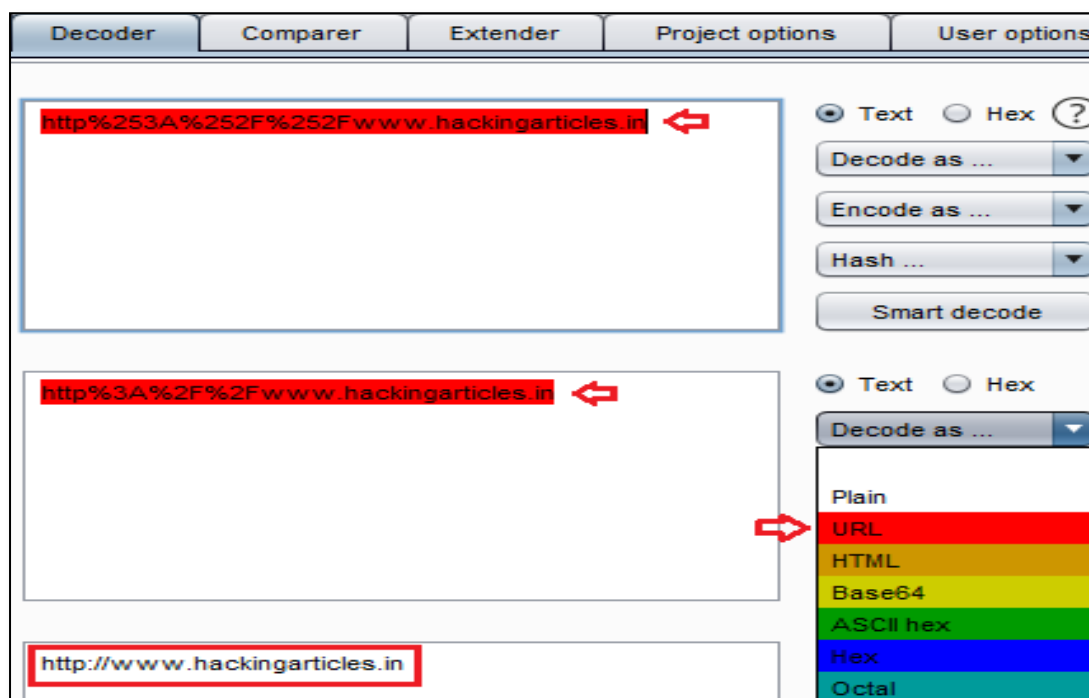 Decoder Comparer Extender Project options User options
http%253A%252F%252Fwww.hackingarticles.in
Text Hex ?
Decode as ...
Encode as ...
Hash ...
Smart decode
http%3A%2F%2Fwww.hackingarticles.in
Text Hex
Decode as ...
Plain
URL
HTML
Base64
ASCII hex
Hex
Octal
http://www.hackingarticles.in